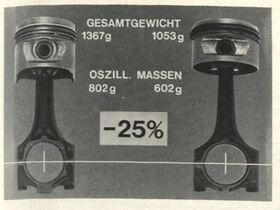 GESAMTGEWICHT
1367g 1053g
OSZILL. MASSEN
802g 602g
-25%